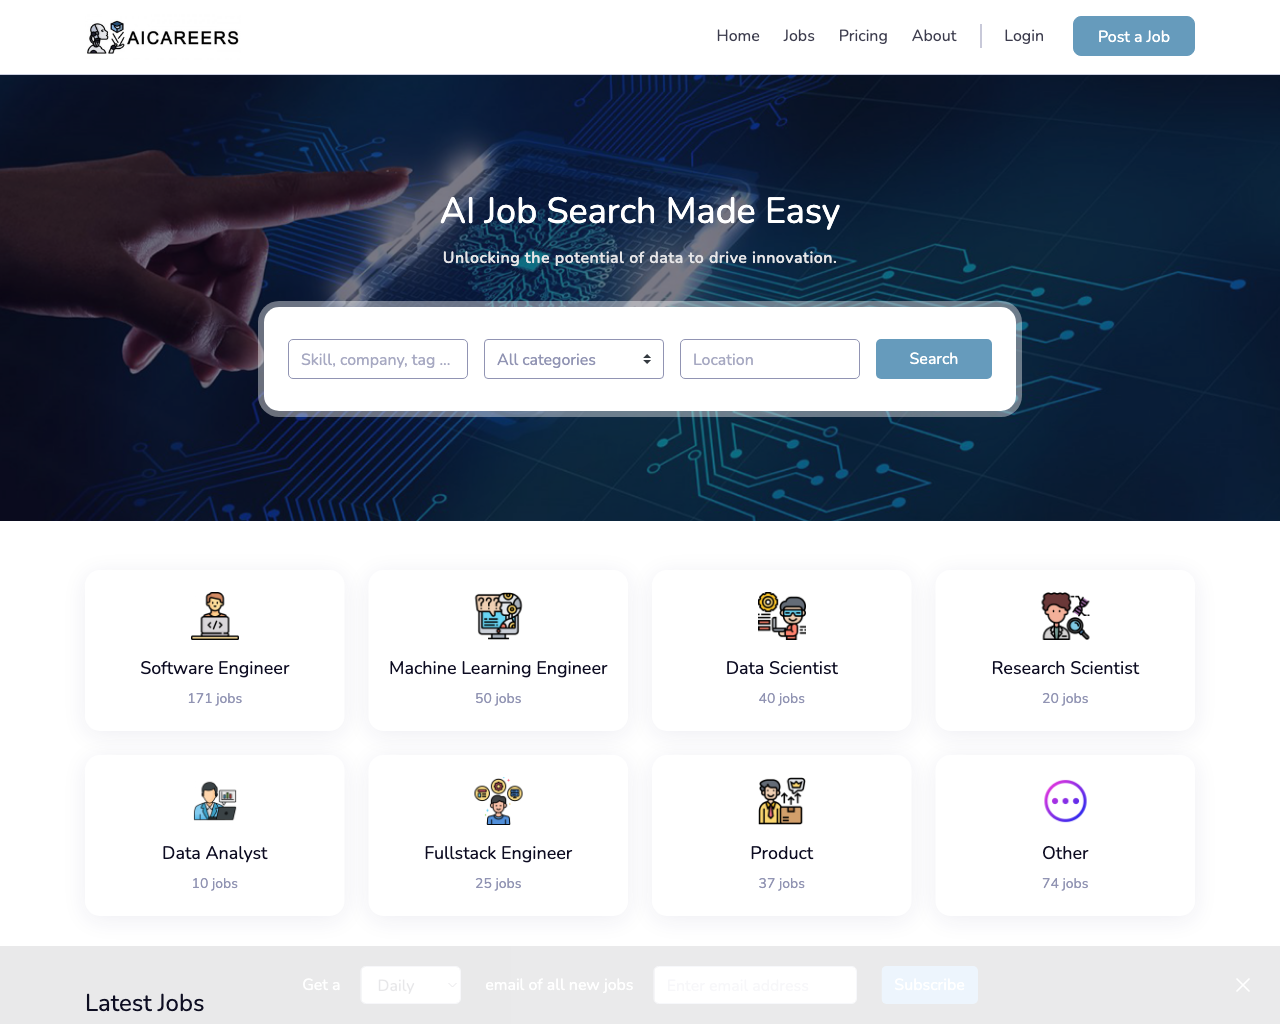 AICAREERS
Home Jobs Pricing About Login Post a Job
AI Job Search Made Easy
Unlocking the potential of data to drive innovation.
Skill, company, tag ... All categories Location Search
Software Engineer Machine Learning Engineer Data Scientist Research Scientist
171 jobs 50 jobs 40 jobs 20 jobs
Data Analyst Fullstack Engineer Product Other
10 jobs 25 jobs 37 jobs 74 jobs
Get a Daily email of all new jobs Enter email address Subscribe
Latest Jobs